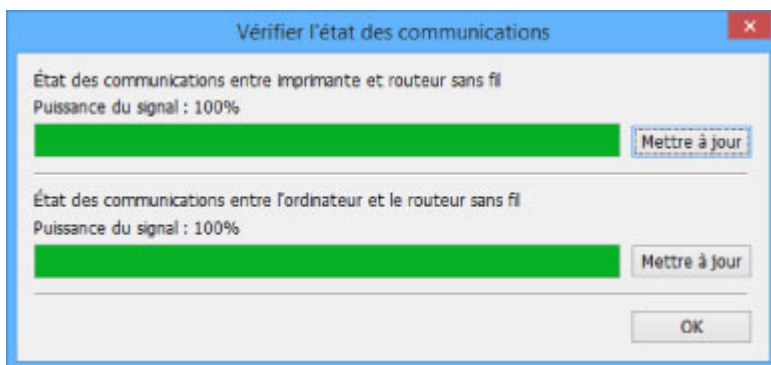 Vérifier l'état des communications
État des communications entre imprimante et routeur sans fil
Puissance du signal : 100%
Mettre à jour
État des communications entre l'ordinateur et le routeur sans fil
Puissance du signal : 100%
Mettre à jour
OK